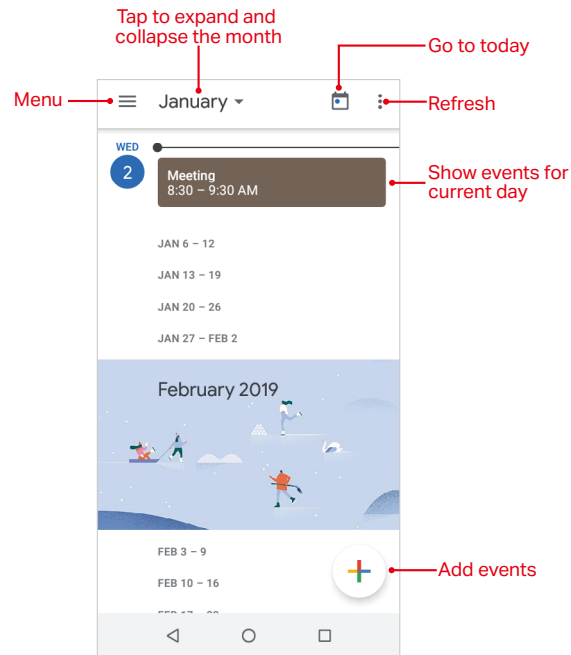 Tap to expand and
collapse the month
Go to today
Menu
January
Refresh
WED
2
Meeting
8:30 – 9:30 AM
Show events for
current day
JAN 6 – 12
JAN 13 – 19
JAN 20 – 26
JAN 27 – FEB 2
February 2019
FEB 3 – 9
FEB 10 – 16
Add events